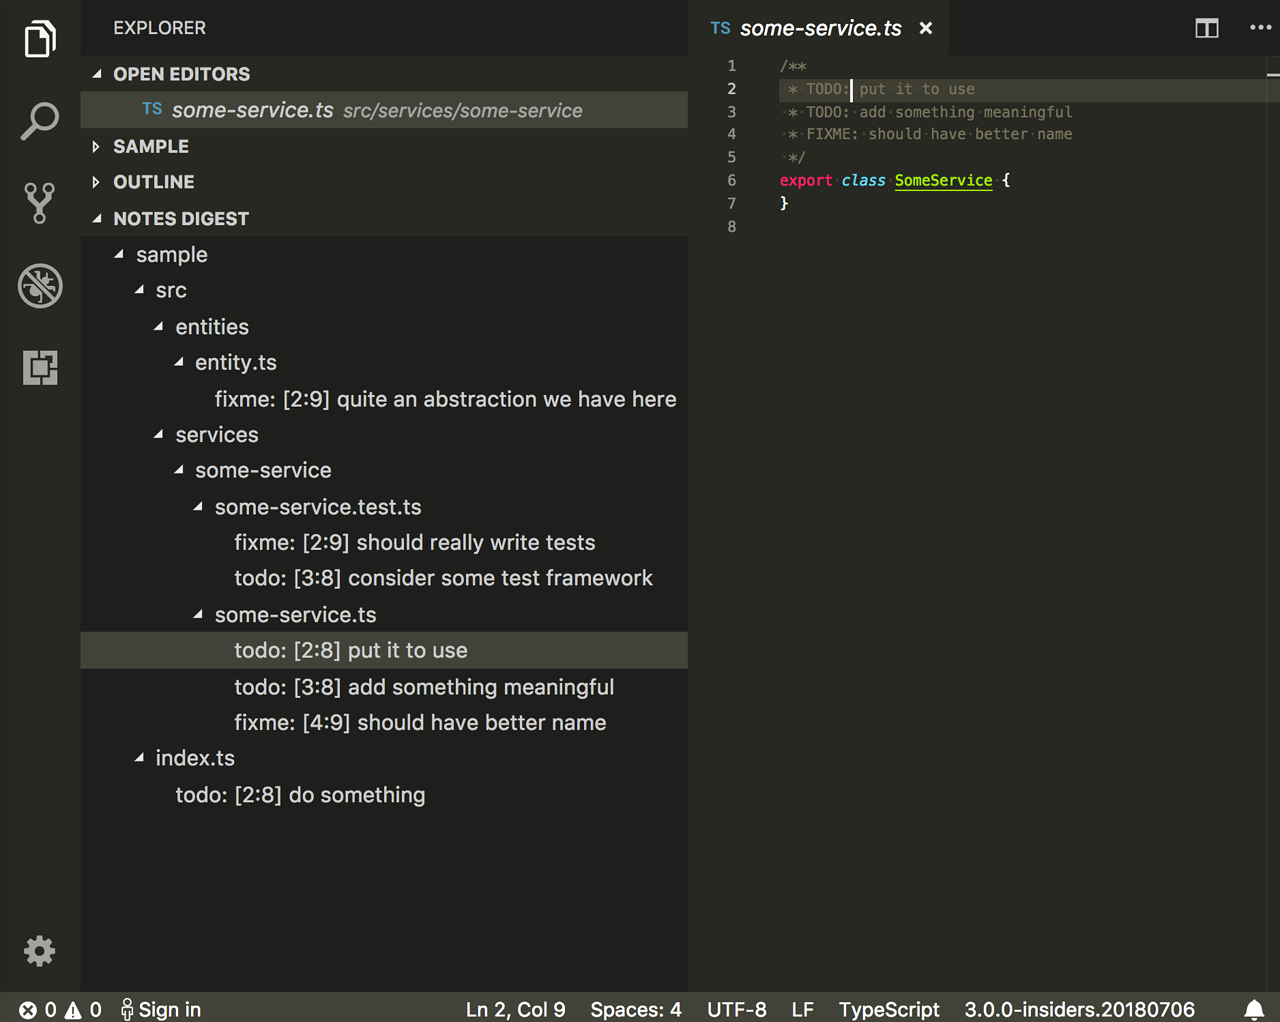 EXPLORER
OPEN EDITORS
TS some-service.ts src/services/some-service
SAMPLE
OUTLINE
NOTES DIGEST
sample
src
entities
entity.ts
fixme: [2:9] quite an abstraction we have here
services
some-service
some-service.test.ts
fixme: [2:9] should really write tests
todo: [3:8] consider some test framework
some-service.ts
todo: [2:8] put it to use
todo: [3:8] add something meaningful
fixme: [4:9] should have better name
index.ts
todo: [2:8] do something
TS some-service.ts
1 /**
2 * TODO: put it to use
3 * TODO: add something meaningful
4 * FIXME: should have better name
5 */
6 export class SomeService {
7 }
8
0 0 Sign in Ln 2, Col 9 Spaces: 4 UTF-8 LF TypeScript 3.0.0-insiders.20180706